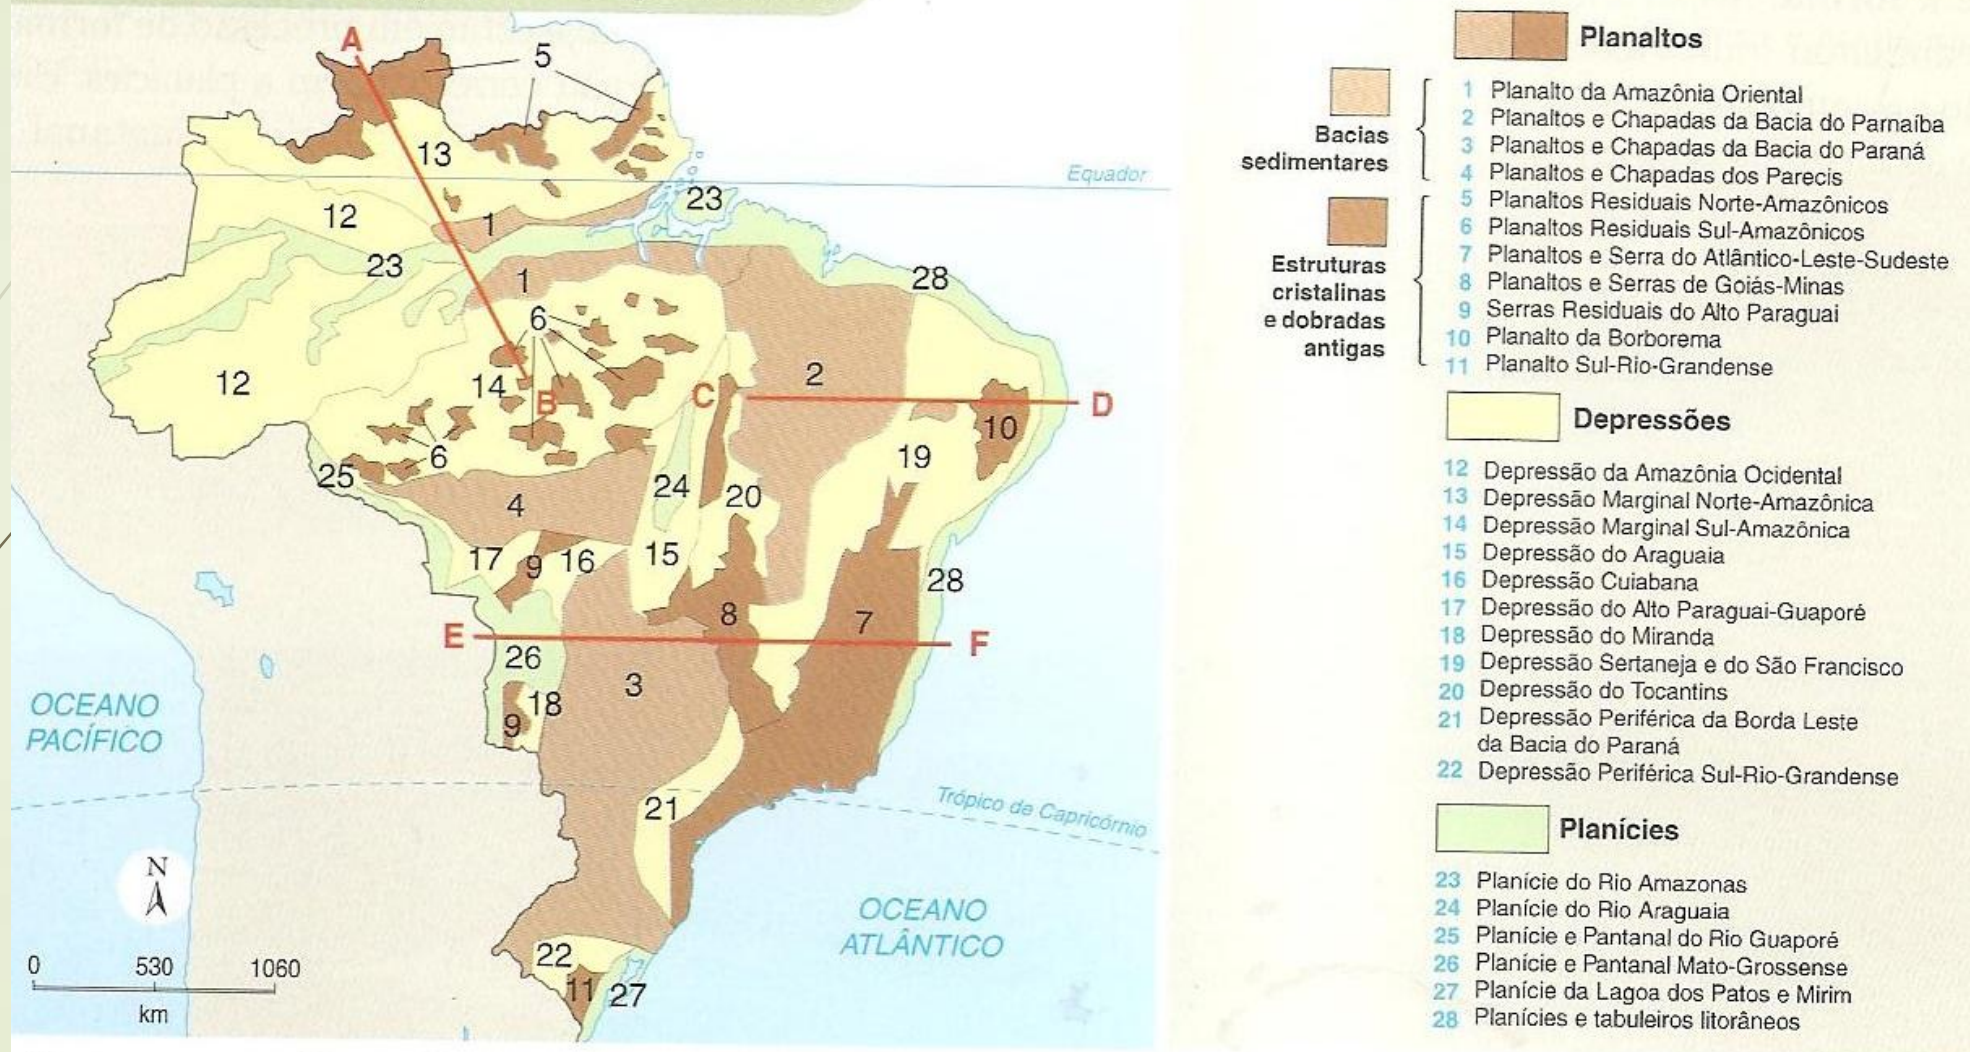 A
5
13
Equador
23
12
1
23
28
1
6
2
12
14
B
C
D
10
6
19
25
24
20
4
17
9
16
15
28
8
7
E
F
26
3
18
9
OCEANO
PACÍFICO
21
Trópico de Capricórnio
N
OCEANO
ATLÂNTICO
22
0 530 1060
11
27
km
Planaltos
Bacias
sedimentares
1 Planalto da Amazônia Oriental
2 Planaltos e Chapadas da Bacia do Parnaíba
3 Planaltos e Chapadas da Bacia do Paraná
4 Planaltos e Chapadas dos Parecis
Estruturas
cristalinas
e dobradas
antigas
5 Planaltos Residuais Norte-Amazônicos
6 Planaltos Residuais Sul-Amazônicos
7 Planaltos e Serra do Atlântico-Leste-Sudeste
8 Planaltos e Serras de Goiás-Minas
9 Serras Residuais do Alto Paraguai
10 Planalto da Borborema
11 Planalto Sul-Rio-Grandense
Depressões
12 Depressão da Amazônia Ocidental
13 Depressão Marginal Norte-Amazônica
14 Depressão Marginal Sul-Amazônica
15 Depressão do Araguaia
16 Depressão Cuiabana
17 Depressão do Alto Paraguai-Guaporé
18 Depressão do Miranda
19 Depressão Sertaneja e do São Francisco
20 Depressão do Tocantins
21 Depressão Periférica da Borda Leste
da Bacia do Paraná
22 Depressão Periférica Sul-Rio-Grandense
Planícies
23 Planície do Rio Amazonas
24 Planície do Rio Araguaia
25 Planície e Pantanal do Rio Guaporé
26 Planície e Pantanal Mato-Grossense
27 Planície da Lagoa dos Patos e Mirim
28 Planícies e tabuleiros litorâneos